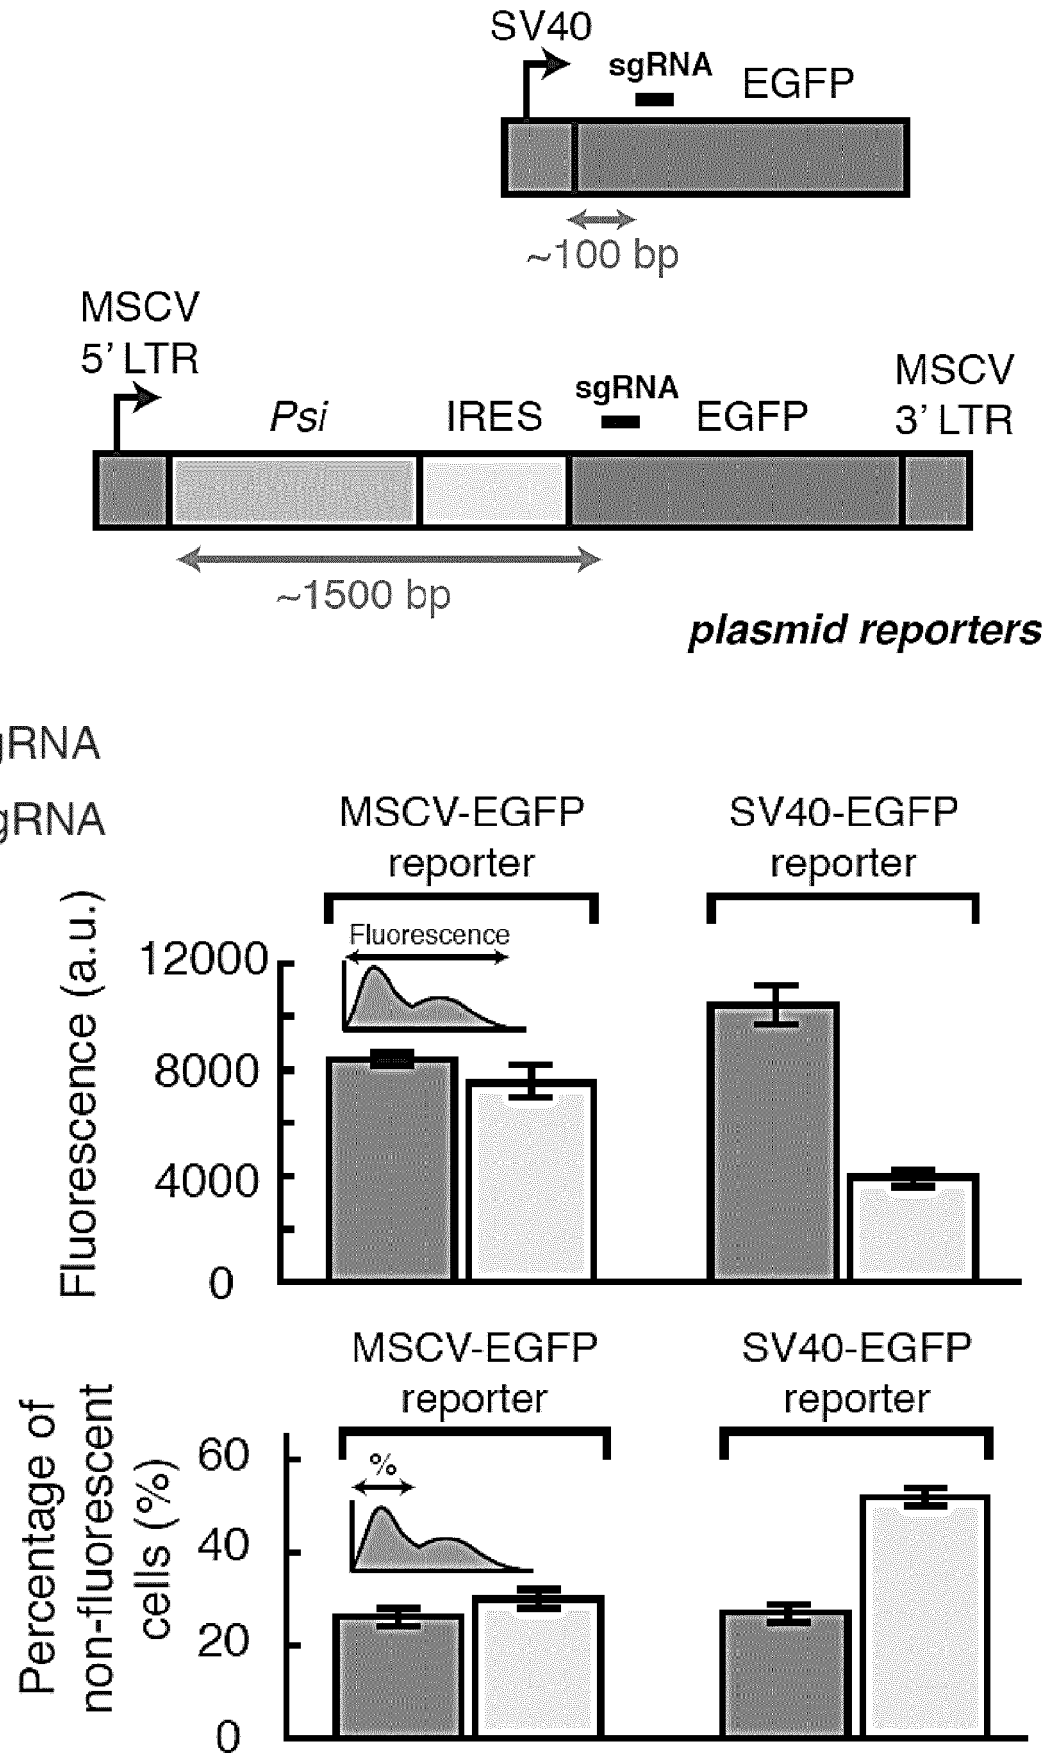 SV40
sgRNA
EGFP
~100 bp
MSCV
5' LTR
Psi
IRES
sgRNA
EGFP
MSCV
3' LTR
~1500 bp
plasmid reporters
gRNA
gRNA
MSCV-EGFP
reporter
SV40-EGFP
reporter
Fluorescence (a.u.)
Fluorescence
12000
8000
4000
0
MSCV-EGFP
reporter
SV40-EGFP
reporter
Percentage of
non-fluorescent
cells (%)
%
60
40
20
0